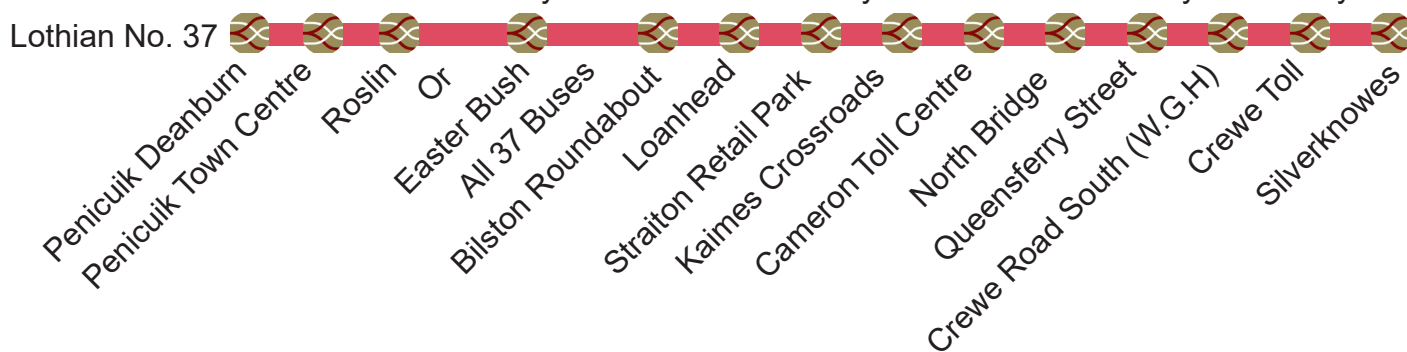 Lothian No. 37
Penicuik Deanburn
Penicuik Town Centre
Roslin
Or
Easter Bush
All 37 Buses
Bilston Roundabout
Loanhead
Straiton Retail Park
Kaimes Crossroads
Cameron Toll Centre
North Bridge
Queensferry Street
Crewe Road South (W.G.H)
Crewe Toll
Silverknowes